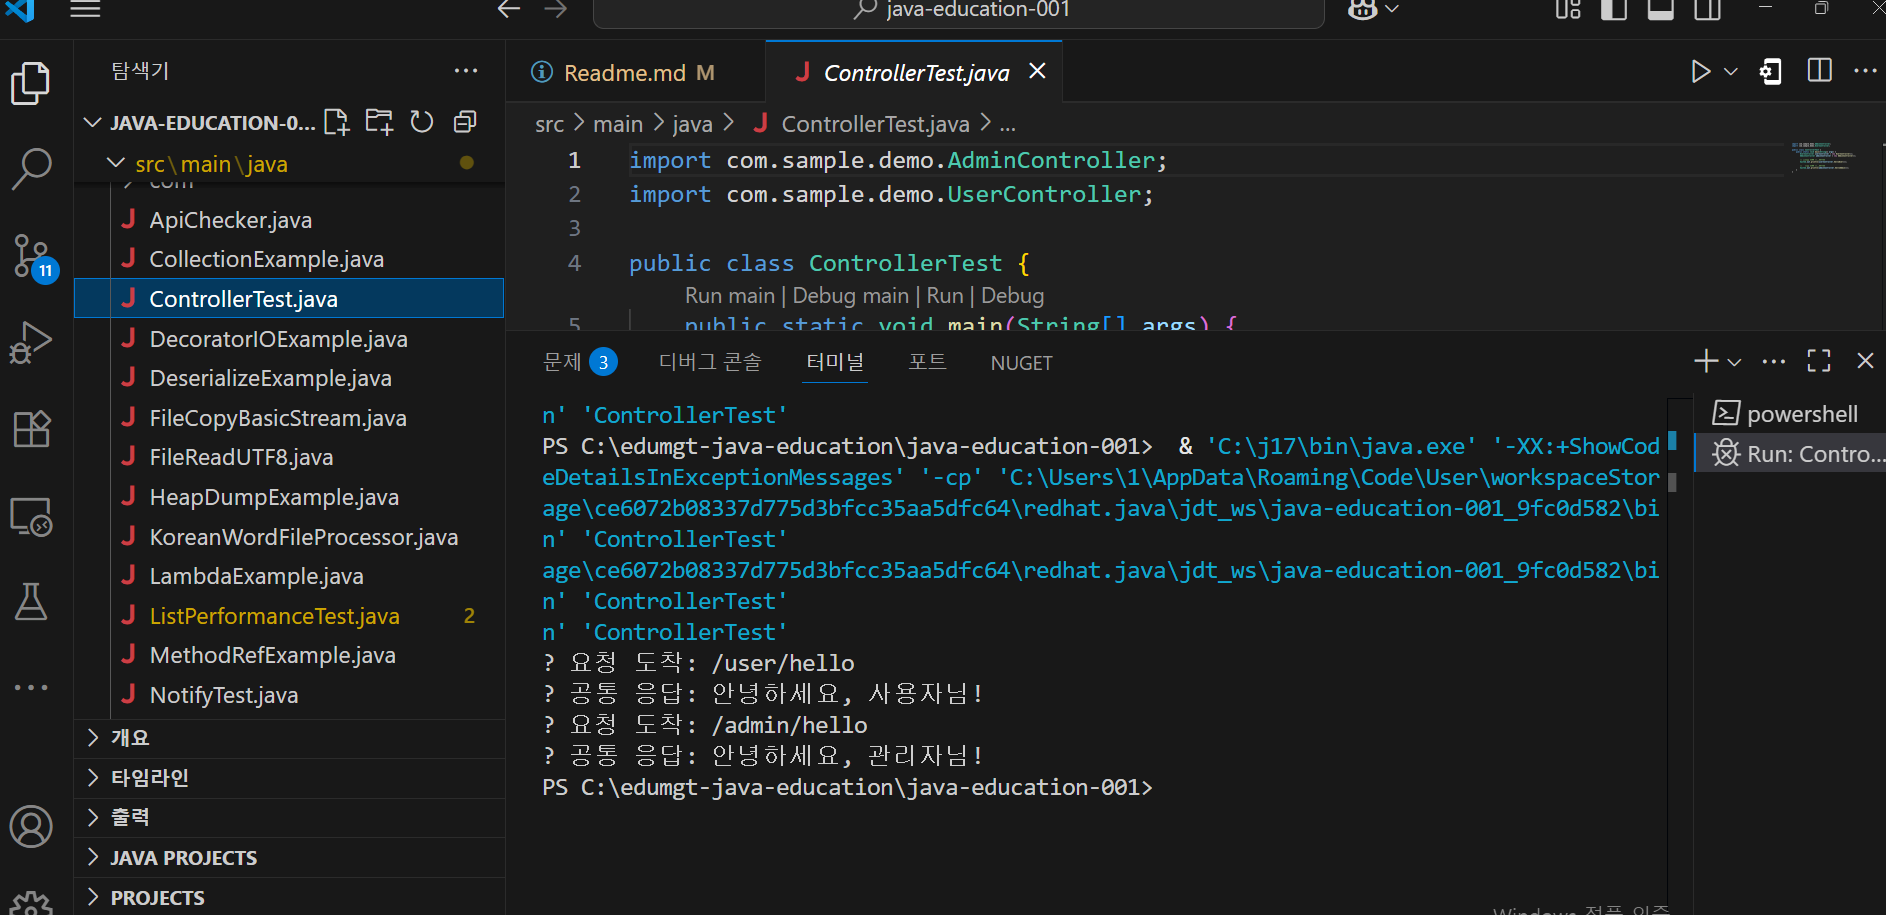 java-education-001
탐색기
JAVA-EDUCATION-0...
src\main\java
com
ApiChecker.java
CollectionExample.java
ControllerTest.java
DecoratorIOExample.java
DeserializeExample.java
FileCopyBasicStream.java
FileReadUTF8.java
HeapDumpExample.java
KoreanWordFileProcessor.java
LambdaExample.java
ListPerformanceTest.java 2
MethodRefExample.java
NotifyTest.java
개요
타임라인
출력
JAVA PROJECTS
PROJECTS
11
Readme.md M
ControllerTest.java
src > main > java > ControllerTest.java > ...
1 import com.sample.demo.AdminController;
2 import com.sample.demo.UserController;
3
4 public class ControllerTest {
Run main | Debug main | Run | Debug
5 public static void main(String[] args) {
문제 3 디버그 콘솔 터미널 포트 NUGET
n' 'ControllerTest'
PS C:\edumgt-java-education\java-education-001>  & 'C:\j17\bin\java.exe' '-XX:+ShowCod
eDetailsInExceptionMessages' '-cp' 'C:\Users\1\AppData\Roaming\Code\User\workspaceStor
age\ce6072b08337d775d3bfcc35aa5dfc64\redhat.java\jdt_ws\java-education-001_9fc0d582\bi
n' 'ControllerTest'
age\ce6072b08337d775d3bfcc35aa5dfc64\redhat.java\jdt_ws\java-education-001_9fc0d582\bi
n' 'ControllerTest'
n' 'ControllerTest'
? 요청 도착: /user/hello
? 공통 응답: 안녕하세요, 사용자님!
? 요청 도착: /admin/hello
? 공통 응답: 안녕하세요, 관리자님!
PS C:\edumgt-java-education\java-education-001>
powershell
Run: Contro...
Windows 정품 인증